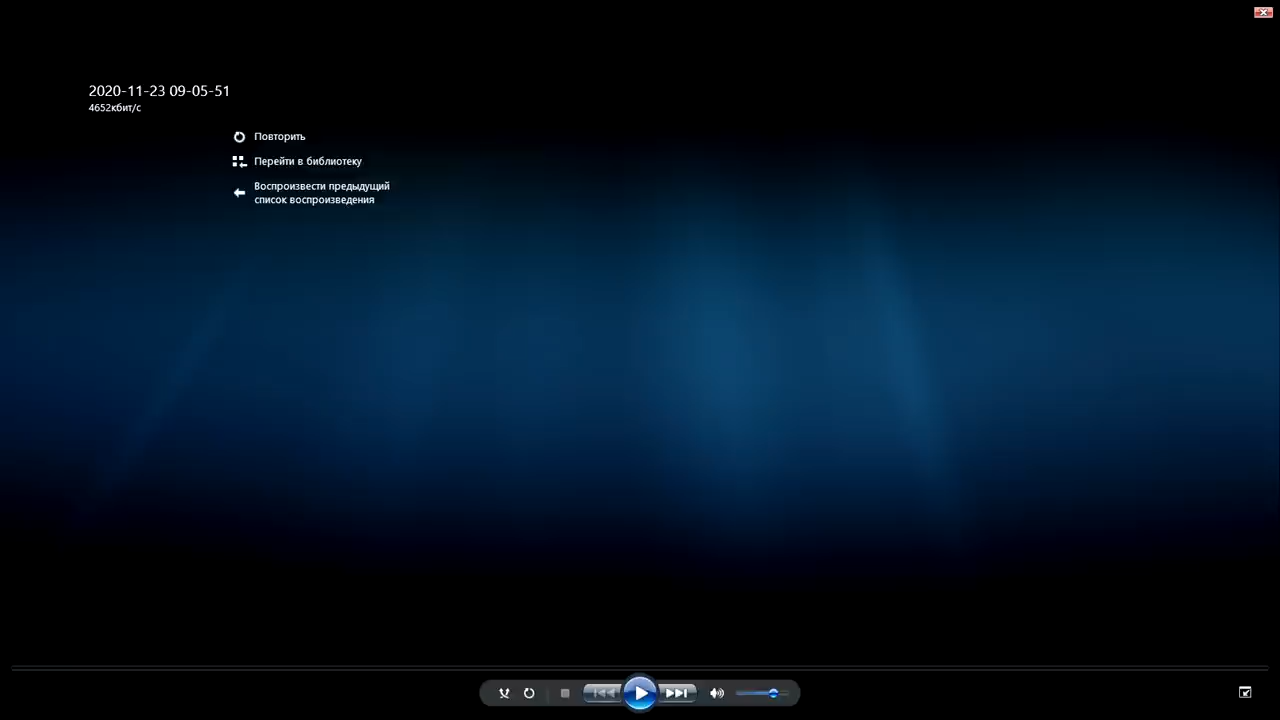 2020-11-23 09-05-51
4652кбит/с
Повторить
Перейти в библиотеку
Воспроизвести предыдущий
список воспроизведения